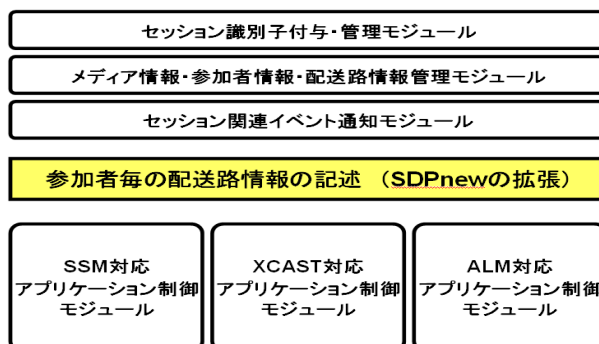 セッション識別子付与・管理モジュール
メディア情報・参加者情報・配送路情報管理モジュール
セッション関連イベント通知モジュール
参加者毎の配送路情報の記述 (SDPnewの拡張)
SSM対応
アプリケーション制御
モジュール
XCAST対応
アプリケーション制御
モジュール
ALM対応
アプリケーション制御
モジュール